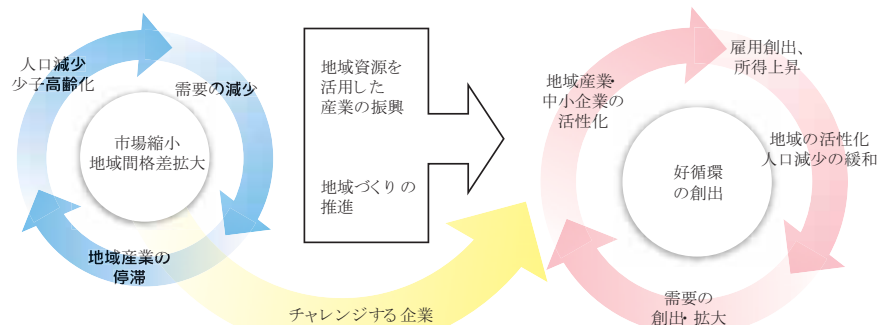 人口減少
少子高齢化
需要の減少
市場縮小
地域間格差拡大
地域産業の
停滞
地域資源を
活用した
産業の振興
地域づくりの
推進
チャレンジする企業
雇用創出、
所得上昇
地域産業・
中小企業の
活性化
地域の活性化
人口減少の緩和
好循環
の創出
需要の
創出・拡大